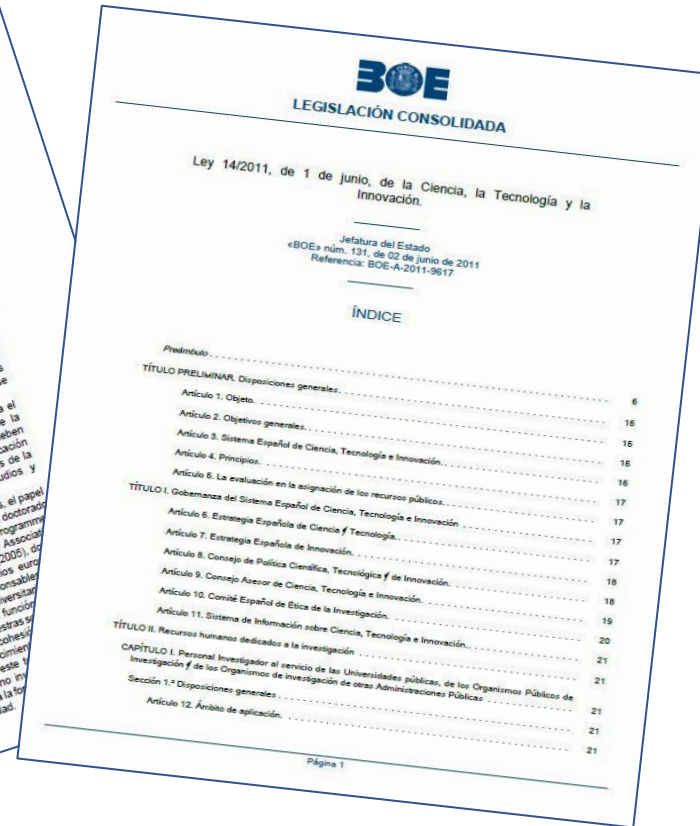 el papel
doctorado
cación
s de la
udios y
BOE
LEGISLACIÓN CONSOLIDADA
Ley 14/2011, de 1 de junio, de la Ciencia, la Tecnología y la
Innovación.
Jefatura del Estado
«BOE» núm. 131, de 02 de junio de 2011
Referencia: BOE-A-2011-9617
ÍNDICE
Preámbulo . . . 6
TÍTULO PRELIMINAR. Disposiciones generales. . . . 15
Artículo 1. Objeto. . . . 15
Artículo 2. Objetivos generales. . . . 15
Artículo 3. Sistema Español de Ciencia, Tecnología e Innovación. . . . 16
Artículo 4. Principios. . . . 17
Artículo 5. La evaluación en la asignación de los recursos públicos. . . . 17
TÍTULO I. Gobernanza del Sistema Español de Ciencia, Tecnología e Innovación . . . 17
Artículo 6. Estrategia Española de Ciencia y Tecnología. . . . 17
Artículo 7. Estrategia Española de Innovación. . . . 18
Artículo 8. Consejo de Política Científica, Tecnológica y de Innovación. . . . 18
Artículo 9. Consejo Asesor de Ciencia, Tecnología e Innovación. . . . 19
Artículo 10. Comité Español de Ética de la Investigación. . . . 20
Artículo 11. Sistema de Información sobre Ciencia, Tecnología e Innovación. . . . 21
TÍTULO II. Recursos humanos dedicados a la investigación . . . 21
CAPÍTULO I. Personal Investigador al servicio de las Universidades públicas, de los Organismos Públicos de
Investigación y de los Organismos de investigación de otras Administraciones Públicas . . . 21
Sección 1.ª Disposiciones generales . . . 21
Artículo 12. Ámbito de aplicación. . . . 21
Página 1